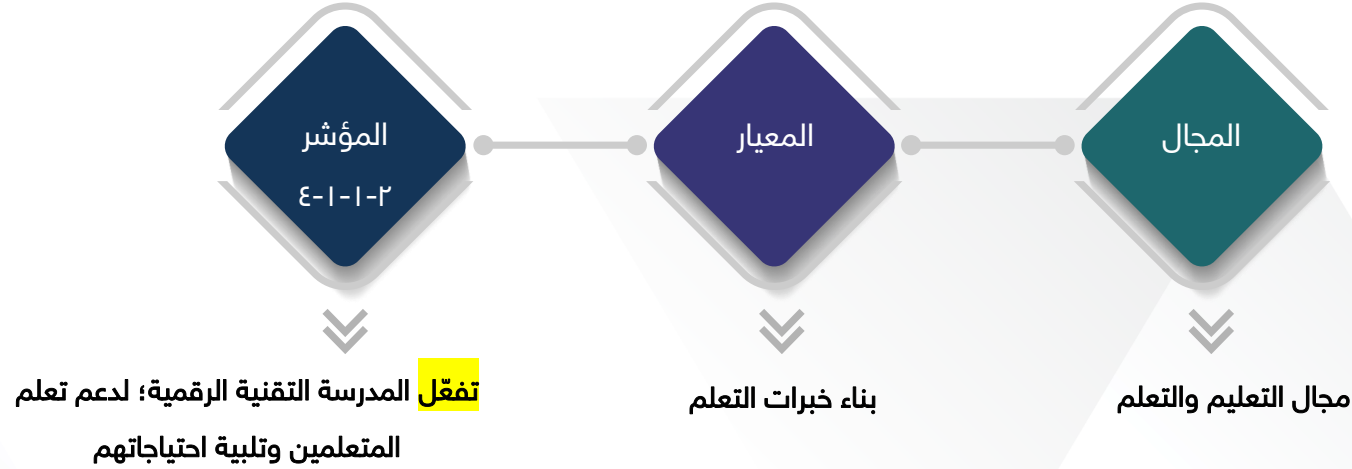 المجال
المعيار
المؤشر
٢-١-١-٤
مجال التعليم والتعلم
بناء خبرات التعلم
تفعّل المدرسة التقنية الرقمية؛ لدعم تعلم
المتعلمين وتلبية احتياجاتهم